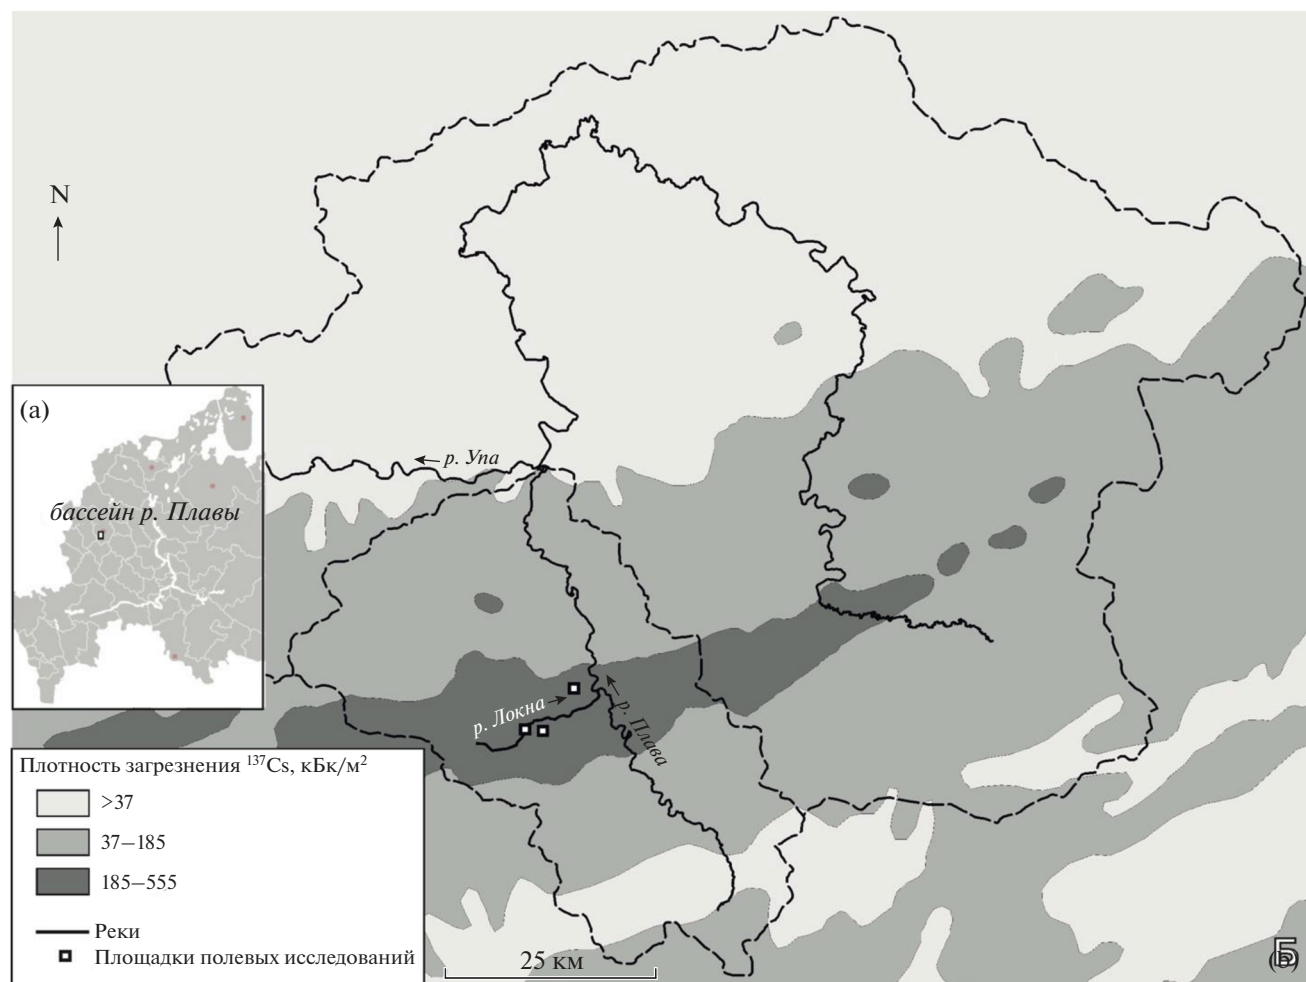 N
(а)
р. Упа
бассейн р. Плавы
р. Локна
р. Плава
Плотность загрезнения ¹³⁷Cs, кБк/м²
>37
37–185
185–555
Реки
Площадки полевых исследований
25 км
Б